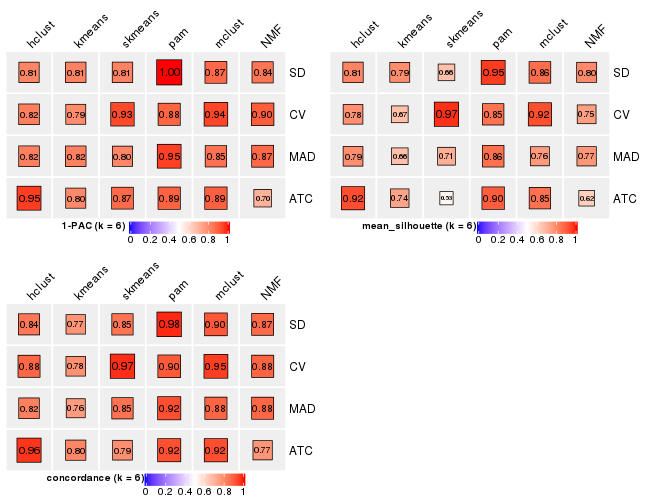 hclust kmeans skmeans pam mclust NMF
0.81 0.81 0.81 1.00 0.87 0.84 SD
0.82 0.79 0.93 0.88 0.94 0.90 CV
0.82 0.82 0.80 0.95 0.85 0.87 MAD
0.95 0.80 0.87 0.89 0.89 0.70 ATC
1-PAC (k = 6)
0 0.2 0.4 0.6 0.8 1
hclust kmeans skmeans pam mclust NMF
0.81 0.79 0.66 0.95 0.86 0.80 SD
0.78 0.67 0.97 0.85 0.92 0.75 CV
0.79 0.66 0.71 0.86 0.76 0.77 MAD
0.92 0.74 0.53 0.90 0.85 0.62 ATC
mean_silhouette (k = 6)
0 0.2 0.4 0.6 0.8 1
hclust kmeans skmeans pam mclust NMF
0.84 0.77 0.85 0.98 0.90 0.87 SD
0.88 0.78 0.97 0.90 0.95 0.88 CV
0.82 0.76 0.85 0.92 0.88 0.88 MAD
0.96 0.80 0.79 0.92 0.92 0.77 ATC
concordance (k = 6)
0 0.2 0.4 0.6 0.8 1